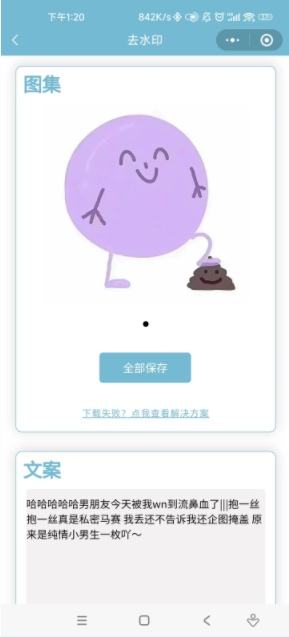 下午1:20
842K/s
去水印
图集
全部保存
下载失败？点我查看解决方案
文案
哈哈哈哈哈男朋友今天被我wn到流鼻血了|||抱一丝
抱一丝真是私密马赛 我丢还不告诉我还企图掩盖 原
来是纯情小男生一枚吖～